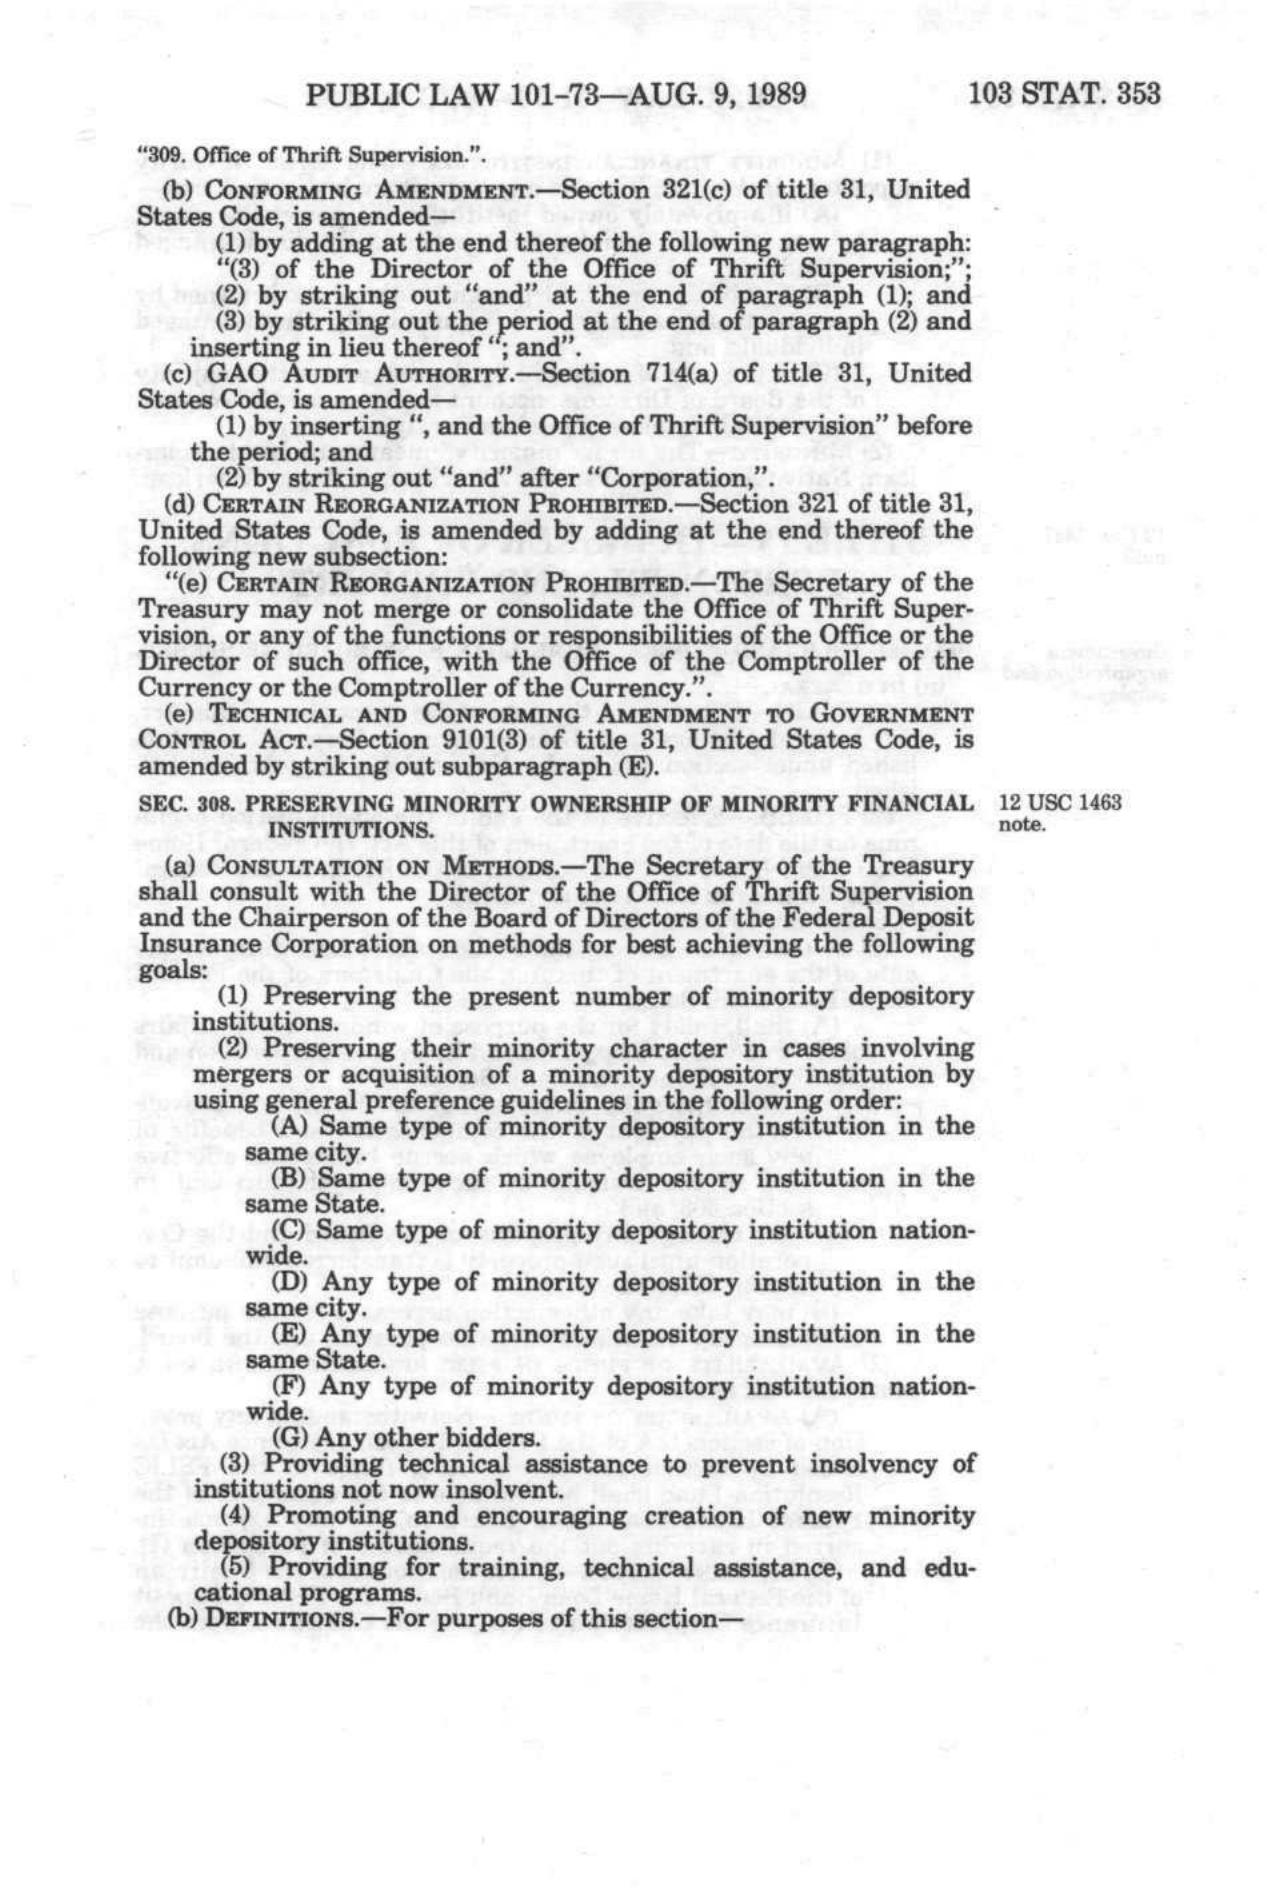 PUBLIC LAW 101-73—AUG. 9, 1989 103 STAT. 353
“309. Office of Thrift Supervision.”.
(b) CONFORMING AMENDMENT.—Section 321(c) of title 31, United
States Code, is amended—
(1) by adding at the end thereof the following new paragraph:
“(3) of the Director of the Office of Thrift Supervision;”;
(2) by striking out “and” at the end of paragraph (1); and
(3) by striking out the period at the end of paragraph (2) and
inserting in lieu thereof “; and”.
(c) GAO AUDIT AUTHORITY.—Section 714(a) of title 31, United
States Code, is amended—
(1) by inserting “, and the Office of Thrift Supervision” before
the period; and
(2) by striking out “and” after “Corporation,”.
(d) CERTAIN REORGANIZATION PROHIBITED.—Section 321 of title 31,
United States Code, is amended by adding at the end thereof the
following new subsection:
“(e) CERTAIN REORGANIZATION PROHIBITED.—The Secretary of the
Treasury may not merge or consolidate the Office of Thrift Super-
vision, or any of the functions or responsibilities of the Office or the
Director of such office, with the Office of the Comptroller of the
Currency or the Comptroller of the Currency.”.
(e) TECHNICAL AND CONFORMING AMENDMENT TO GOVERNMENT
CONTROL ACT.—Section 9101(3) of title 31, United States Code, is
amended by striking out subparagraph (E).
SEC. 308. PRESERVING MINORITY OWNERSHIP OF MINORITY FINANCIAL
INSTITUTIONS.
12 USC 1463
note.
(a) CONSULTATION ON METHODS.—The Secretary of the Treasury
shall consult with the Director of the Office of Thrift Supervision
and the Chairperson of the Board of Directors of the Federal Deposit
Insurance Corporation on methods for best achieving the following
goals:
(1) Preserving the present number of minority depository
institutions.
(2) Preserving their minority character in cases involving
mergers or acquisition of a minority depository institution by
using general preference guidelines in the following order:
(A) Same type of minority depository institution in the
same city.
(B) Same type of minority depository institution in the
same State.
(C) Same type of minority depository institution nation-
wide.
(D) Any type of minority depository institution in the
same city.
(E) Any type of minority depository institution in the
same State.
(F) Any type of minority depository institution nation-
wide.
(G) Any other bidders.
(3) Providing technical assistance to prevent insolvency of
institutions not now insolvent.
(4) Promoting and encouraging creation of new minority
depository institutions.
(5) Providing for training, technical assistance, and edu-
cational programs.
(b) DEFINITIONS.—For purposes of this section—